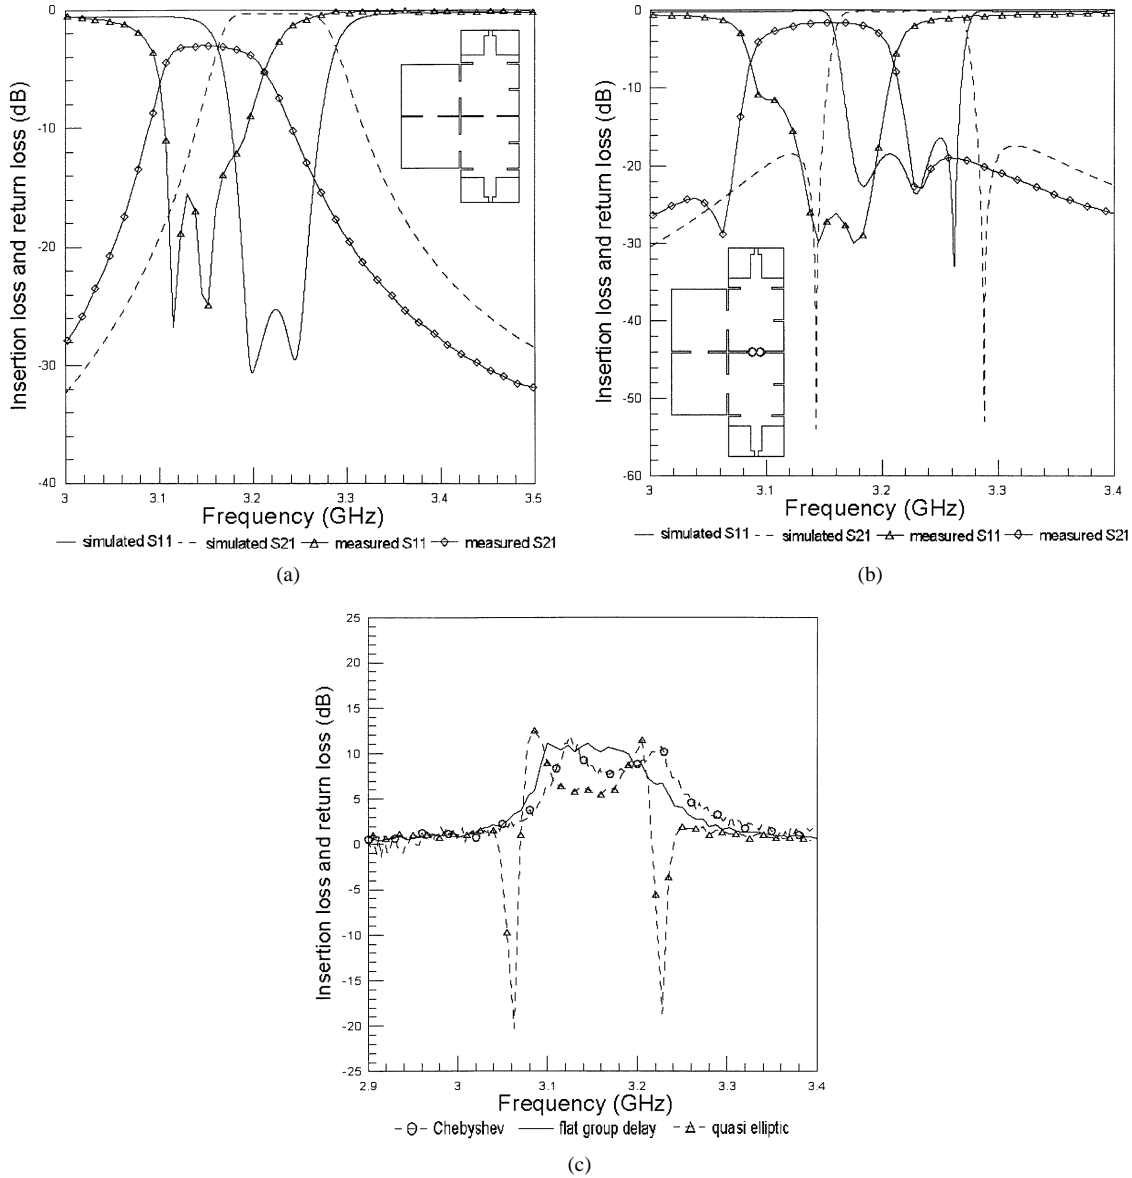 Insertion loss and return loss (dB)
0
-10
-20
-30
-40
3 3.1 3.2 3.3 3.4 3.5
Frequency (GHz)
simulated S11 simulated S21 measured S11 measured S21
(a)
Insertion loss and return loss (dB)
0
-10
-20
-30
-40
-50
-60
3 3.1 3.2 3.3 3.4
Frequency (GHz)
simulated S11 simulated S21 measured S11 measured S21
(b)
Insertion loss and return loss (dB)
25
20
15
10
5
0
-5
-10
-15
-20
-25
2.9 3 3.1 3.2 3.3 3.4
Frequency (GHz)
Chebyshev flat group delay quasi elliptic
(c)